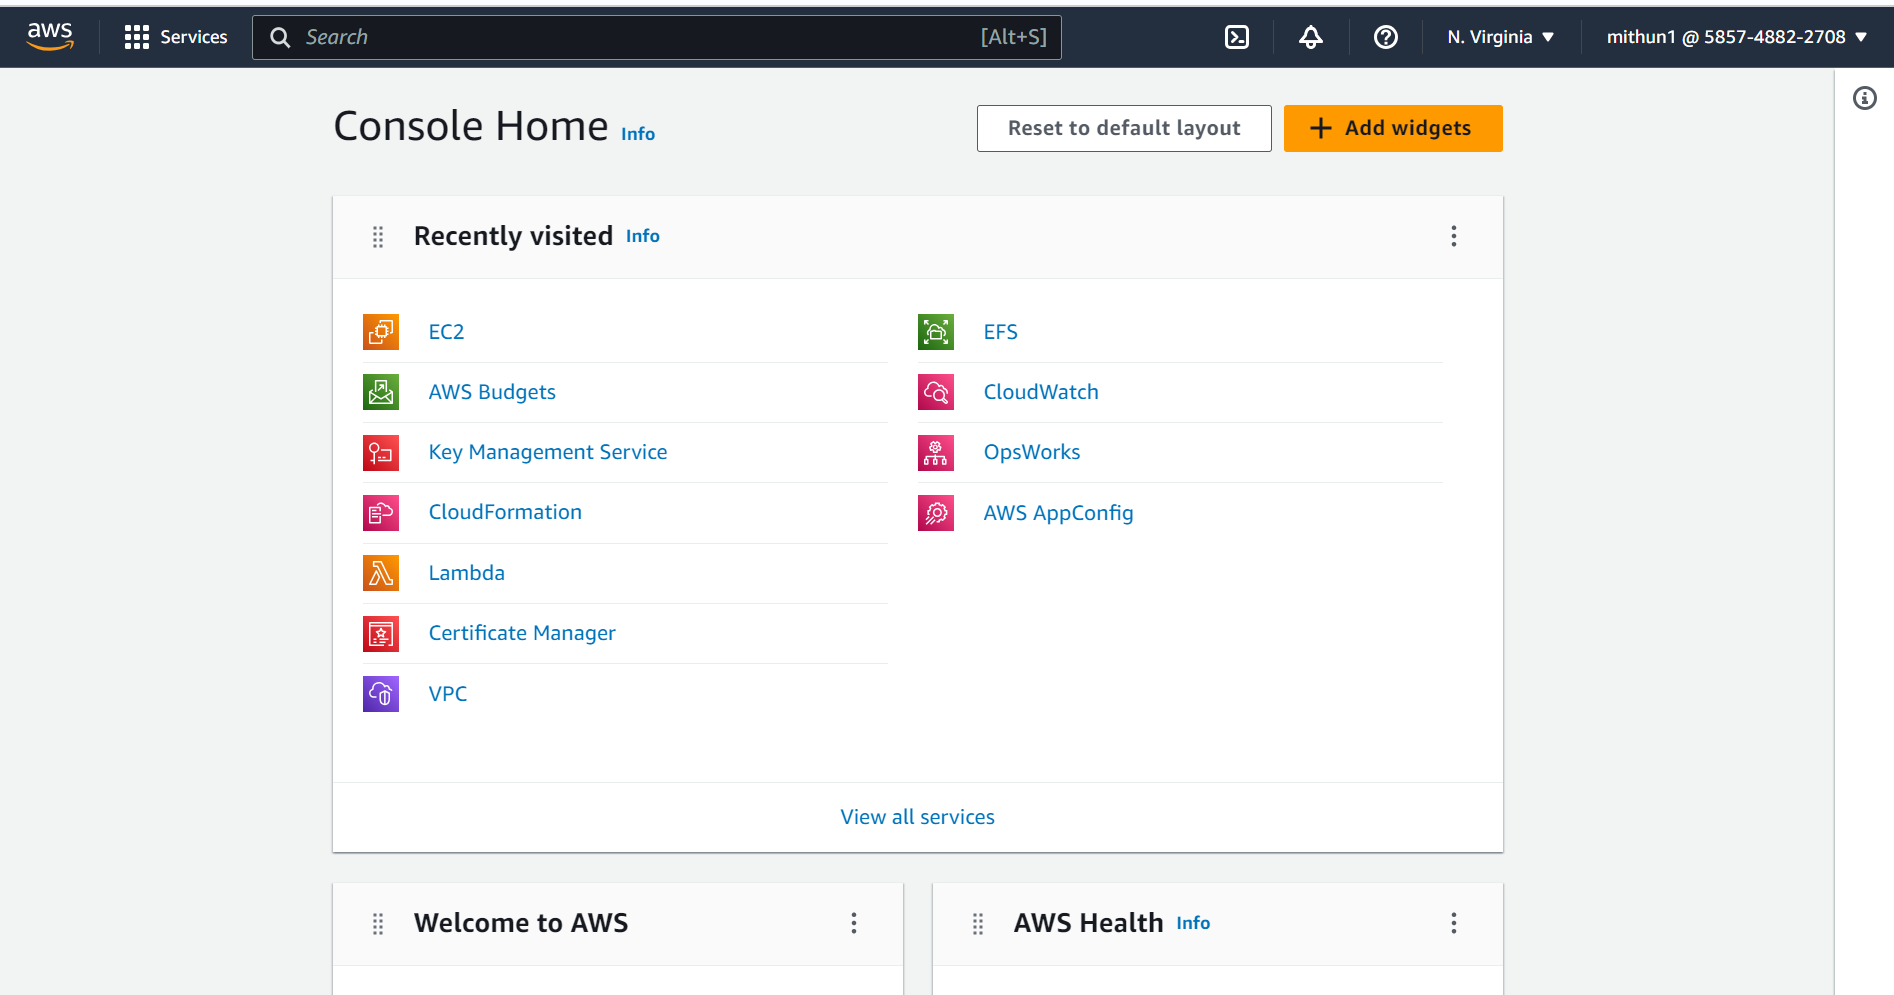 aws Services Search [Alt+S] N. Virginia mithun1 @ 5857-4882-2708
Console Home Info Reset to default layout Add widgets
Recently visited Info
EC2
AWS Budgets
Key Management Service
CloudFormation
Lambda
Certificate Manager
VPC
EFS
CloudWatch
OpsWorks
AWS AppConfig
View all services
Welcome to AWS
AWS Health Info